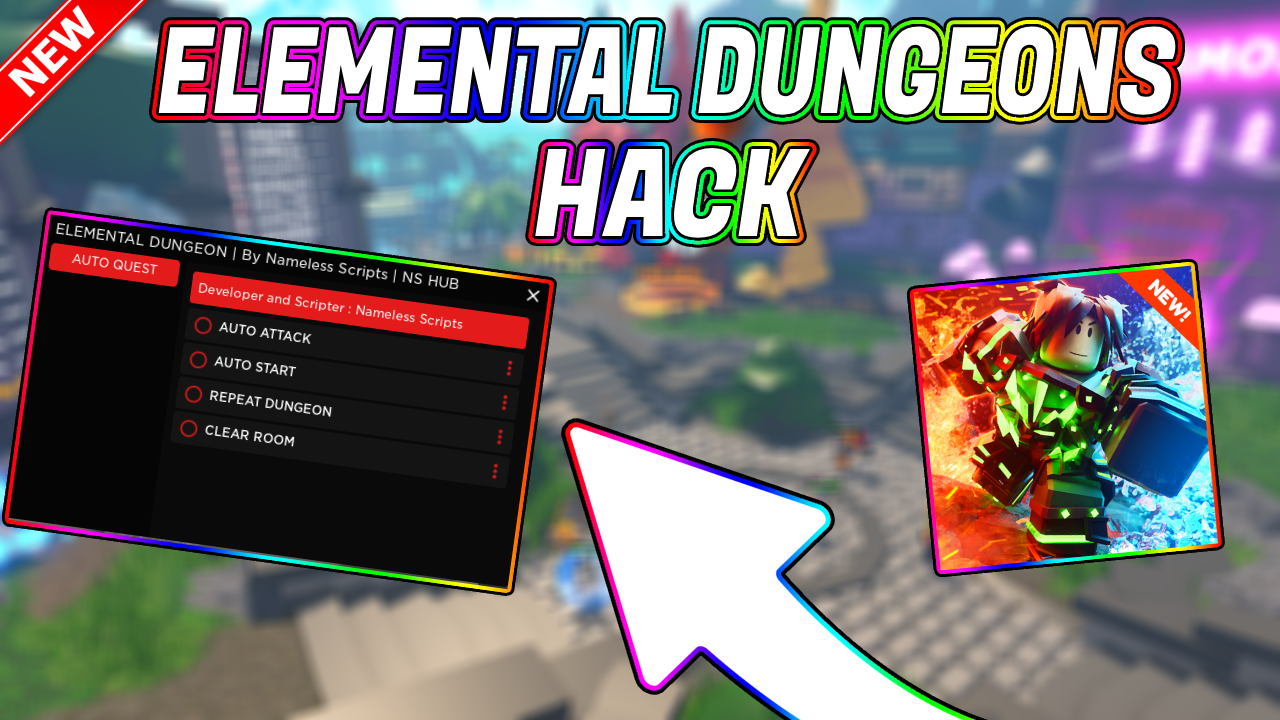 NEW
ELEMENTAL DUNGEONS
HACK
ELEMENTAL DUNGEON | By Nameless Scripts | NS HUB
AUTO QUEST
Developer and Scripter : Nameless Scripts
AUTO ATTACK
AUTO START
REPEAT DUNGEON
CLEAR ROOM
NEW!